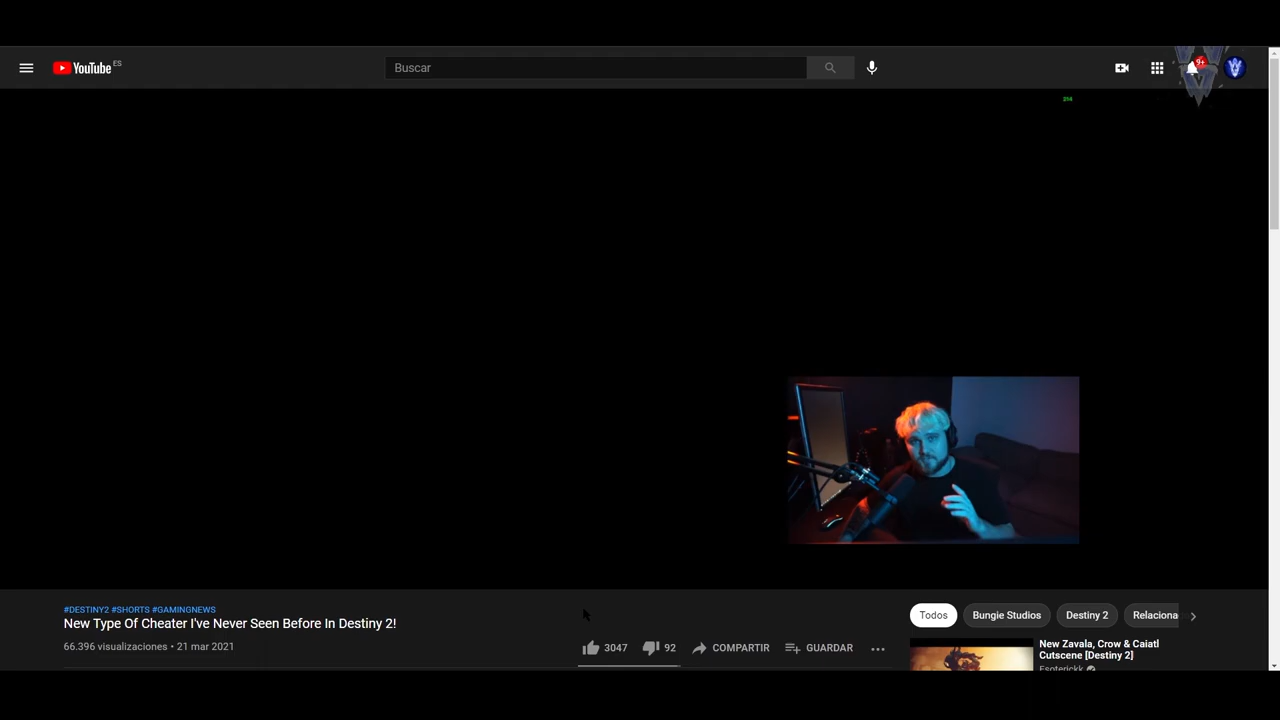 YouTube ES
Buscar
9+
#DESTINY2 #SHORTS #GAMINGNEWS
New Type Of Cheater I've Never Seen Before In Destiny 2!
66.396 visualizaciones • 21 mar 2021
3047
92
COMPARTIR
GUARDAR
Todos
Bungie Studios
Destiny 2
Relaciona
New Zavala, Crow & Caiatl
Cutscene [Destiny 2]
Esoterickk